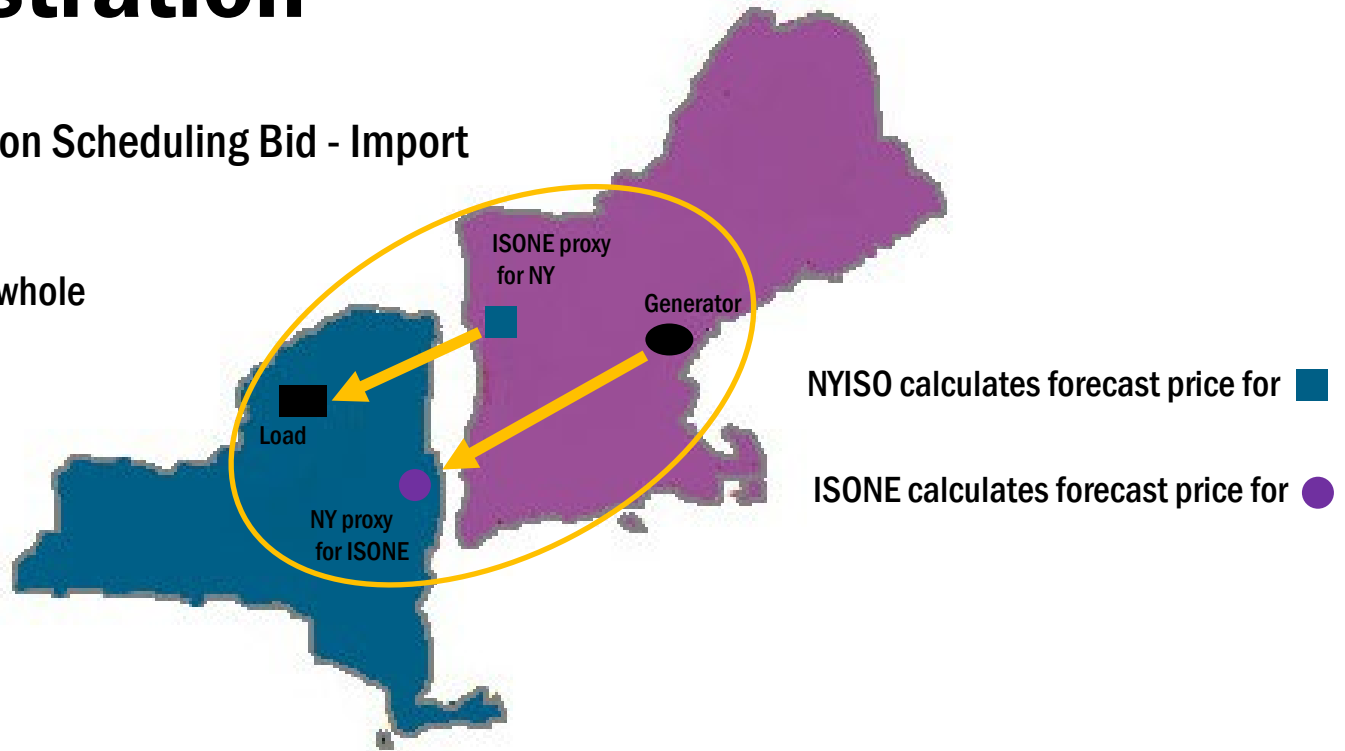 stration
on Scheduling Bid - Import
whole
ISONE proxy
for NY
Generator
NYISO calculates forecast price for
Load
ISONE calculates forecast price for
NY proxy
for ISONE